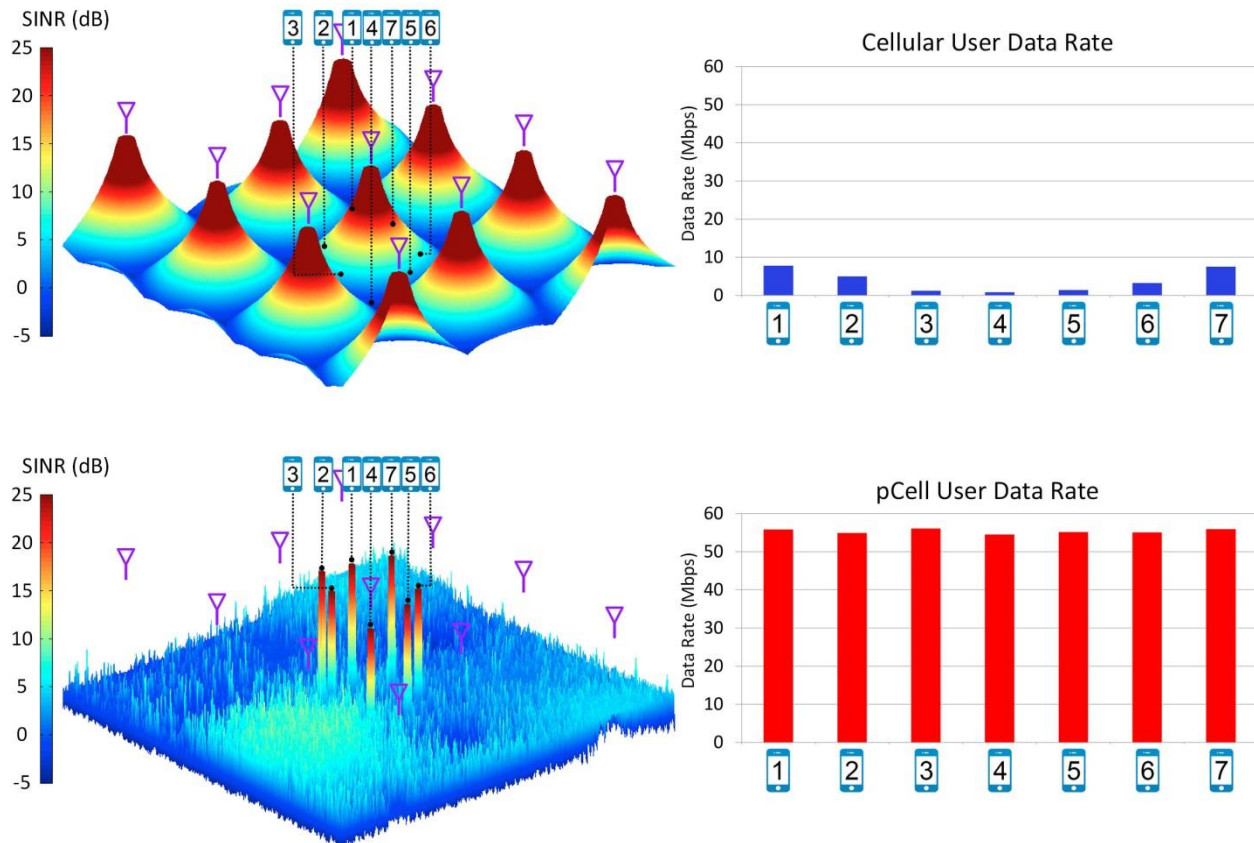 SINR (dB)
25
20
15
10
5
0
-5
3 2 1 4 7 5 6
Cellular User Data Rate
Data Rate (Mbps)
60
50
40
30
20
10
0
1 2 3 4 5 6 7
SINR (dB)
25
20
15
10
5
0
-5
3 2 1 4 7 5 6
pCell User Data Rate
Data Rate (Mbps)
60
50
40
30
20
10
0
1 2 3 4 5 6 7